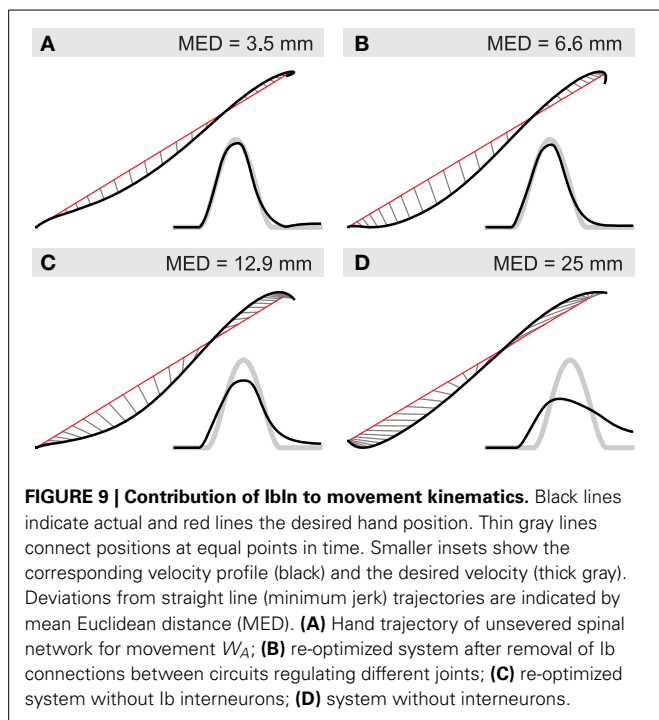 A MED = 3.5 mm
B MED = 6.6 mm
C MED = 12.9 mm
D MED = 25 mm
FIGURE 9 | Contribution of IbIn to movement kinematics. Black lines
indicate actual and red lines the desired hand position. Thin gray lines
connect positions at equal points in time. Smaller insets show the
corresponding velocity profile (black) and the desired velocity (thick gray).
Deviations from straight line (minimum jerk) trajectories are indicated by
mean Euclidean distance (MED). (A) Hand trajectory of unsevered spinal
network for movement W_A; (B) re-optimized system after removal of Ib
connections between circuits regulating different joints; (C) re-optimized
system without Ib interneurons; (D) system without interneurons.